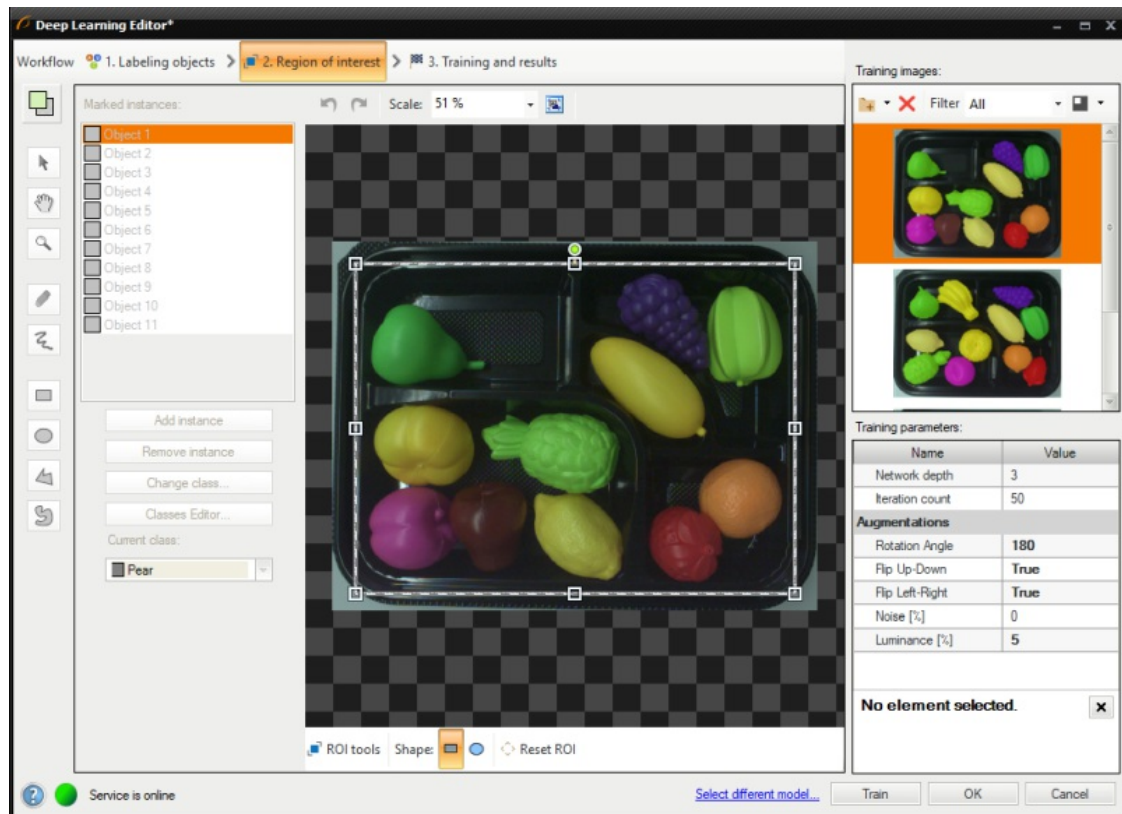 Deep Learning Editor*
Workflow 1. Labeling objects 2. Region of interest 3. Training and results
Marked instances:
Scale: 51 %
Object 1
Object 2
Object 3
Object 4
Object 5
Object 6
Object 7
Object 8
Object 9
Object 10
Object 11
Add instance
Remove instance
Change class...
Classes Editor...
Current class:
Pear
ROI tools Shape: Reset ROI
Training images:
Filter All
Training parameters:
Name Value
Network depth 3
Iteration count 50
Augmentations
Rotation Angle 180
Flip Up-Down True
Flip Left-Right True
Noise [%] 0
Luminance [%] 5
No element selected.
Service is online
Select different model...
Train OK Cancel